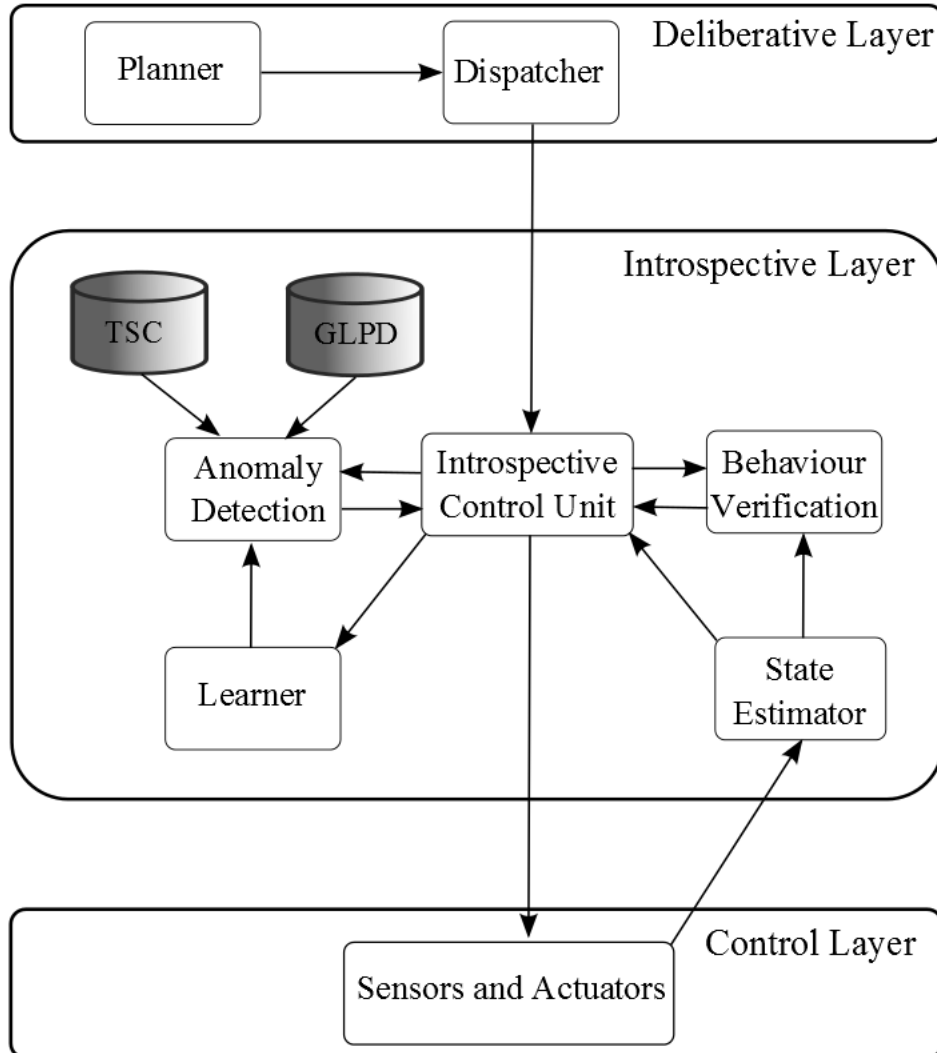 Deliberative Layer
Planner
Dispatcher
Introspective Layer
TSC
GLPD
Anomaly
Detection
Introspective
Control Unit
Behaviour
Verification
Learner
State
Estimator
Control Layer
Sensors and Actuators